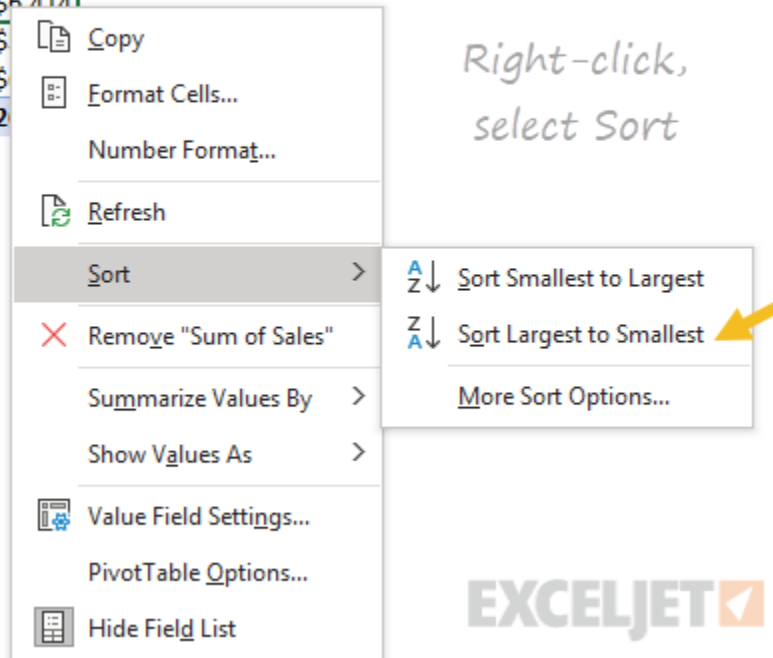 Copy
Format Cells...
Number Format...
Refresh
Sort
Remove "Sum of Sales"
Summarize Values By
Show Values As
Value Field Settings...
PivotTable Options...
Hide Field List
Right-click,
select Sort
Sort Smallest to Largest
Sort Largest to Smallest
More Sort Options...
EXCELJET